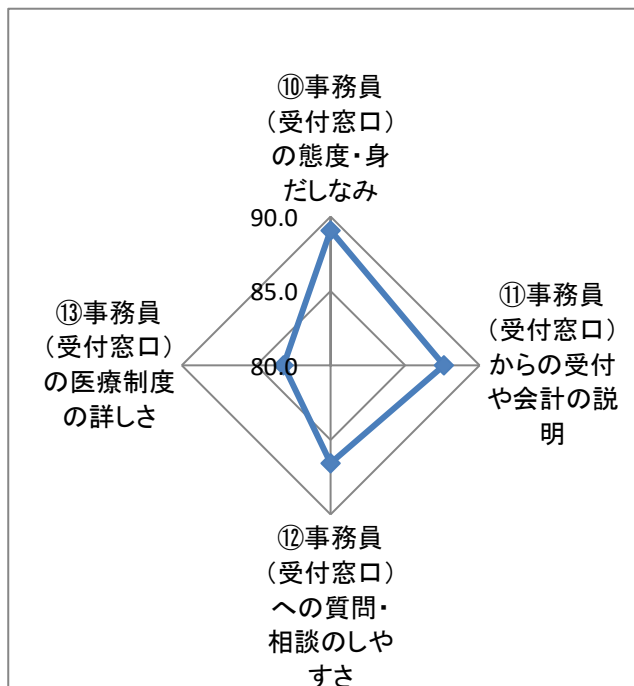 ⑩事務員
（受付窓口）
の態度・身
だしなみ
90.0
85.0
80.0
⑪事務員
（受付窓口）
からの受付
や会計の説
明
⑫事務員
（受付窓口）
への質問・
相談のしや
すさ
⑬事務員
（受付窓口）
の医療制度
の詳しさ